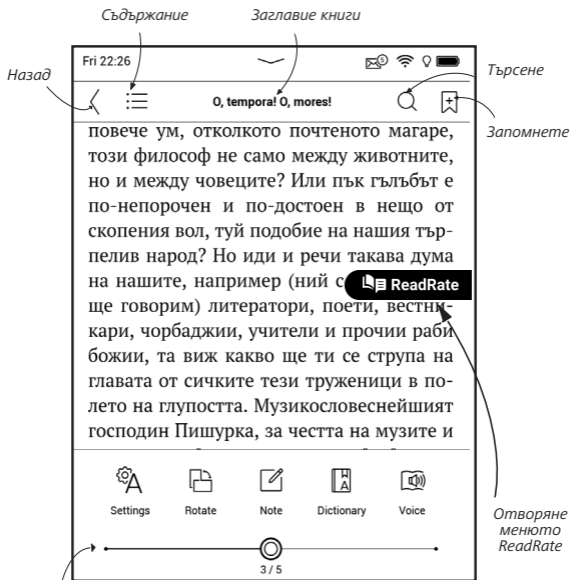 Съдържание
Заглавие книги
Назад
Търсене
Запомнете
Fri 22:26
5
O, tempora! O, mores!
повече ум, отколкото почтеното магаре,
този философ не само между животните,
но и между човеците? Или пък гълъбът е
по-непорочен и по-достоен в нещо от
скопения вол, туй подобие на нашия тър-
пелив народ? Но иди и речи такава дума
на нашите, например (ний с
ReadRate
ще говорим) литератори, поети, вестни-
кари, чорбаджии, учители и прочии раби
божии, та виж какво ще ти се струпа на
главата от сичките тези труженици в по-
лето на глупостта. Музикословеснейшият
господин Пишурка, за честта на музите и
Settings Rotate Note Dictionary Voice
3 / 5
Отворяне
менюто
ReadRate